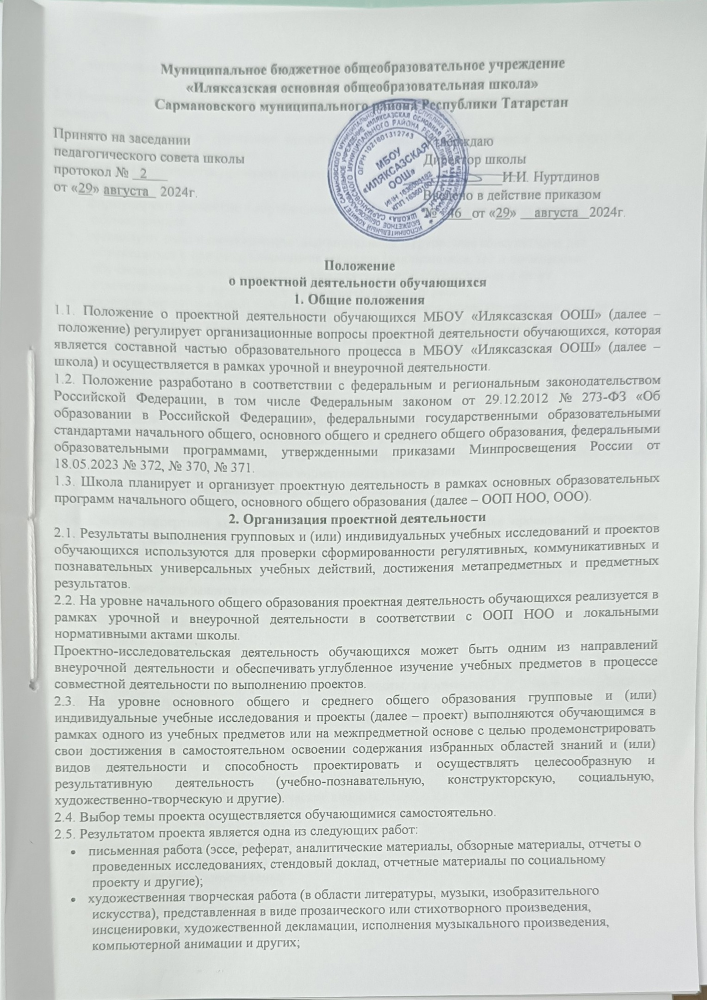 Муниципальное бюджетное общеобразовательное учреждение
«Иляксазская основная общеобразовательная школа»
Сармановского муниципального района Республики Татарстан
Принято на заседании
педагогического совета школы
протокол № 2
от «29» августа 2024г.
Утверждаю
Директор школы
И.И. Нуртдинов
Введено в действие приказом
№ 46 от «29» августа 2024г.
ОГРН 1021601312743
МБОУ
«ИЛЯКСАЗСКАЯ
ООШ»
ИНН
КПП
Положение
о проектной деятельности обучающихся
1. Общие положения
1.1. Положение о проектной деятельности обучающихся МБОУ «Иляксазская ООШ» (далее –
положение) регулирует организационные вопросы проектной деятельности обучающихся, которая
является составной частью образовательного процесса в МБОУ «Иляксазская ООШ» (далее –
школа) и осуществляется в рамках урочной и внеурочной деятельности.
1.2. Положение разработано в соответствии с федеральным и региональным законодательством
Российской Федерации, в том числе Федеральным законом от 29.12.2012 № 273-ФЗ «Об
образовании в Российской Федерации», федеральными государственными образовательными
стандартами начального общего, основного общего и среднего общего образования, федеральными
образовательными программами, утвержденными приказами Минпросвещения России от
18.05.2023 № 372, № 370, № 371.
1.3. Школа планирует и организует проектную деятельность в рамках основных образовательных
программ начального общего, основного общего образования (далее – ООП НОО, ООО).
2. Организация проектной деятельности
2.1. Результаты выполнения групповых и (или) индивидуальных учебных исследований и проектов
обучающихся используются для проверки сформированности регулятивных, коммуникативных и
познавательных универсальных учебных действий, достижения метапредметных и предметных
результатов.
2.2. На уровне начального общего образования проектная деятельность обучающихся реализуется в
рамках урочной и внеурочной деятельности в соответствии с ООП НОО и локальными
нормативными актами школы.
Проектно-исследовательская деятельность обучающихся может быть одним из направлений
внеурочной деятельности и обеспечивать углубленное изучение учебных предметов в процессе
совместной деятельности по выполнению проектов.
2.3. На уровне основного общего и среднего общего образования групповые и (или)
индивидуальные учебные исследования и проекты (далее – проект) выполняются обучающимся в
рамках одного из учебных предметов или на межпредметной основе с целью продемонстрировать
свои достижения в самостоятельном освоении содержания избранных областей знаний и (или)
видов деятельности и способность проектировать и осуществлять целесообразную и
результативную деятельность (учебно-познавательную, конструкторскую, социальную,
художественно-творческую и другие).
2.4. Выбор темы проекта осуществляется обучающимися самостоятельно.
2.5. Результатом проекта является одна из следующих работ:
• письменная работа (эссе, реферат, аналитические материалы, обзорные материалы, отчеты о
проведенных исследованиях, стендовый доклад, отчетные материалы по социальному
проекту и другие);
• художественная творческая работа (в области литературы, музыки, изобразительного
искусства), представленная в виде прозаического или стихотворного произведения,
инсценировки, художественной декламации, исполнения музыкального произведения,
компьютерной анимации и других;